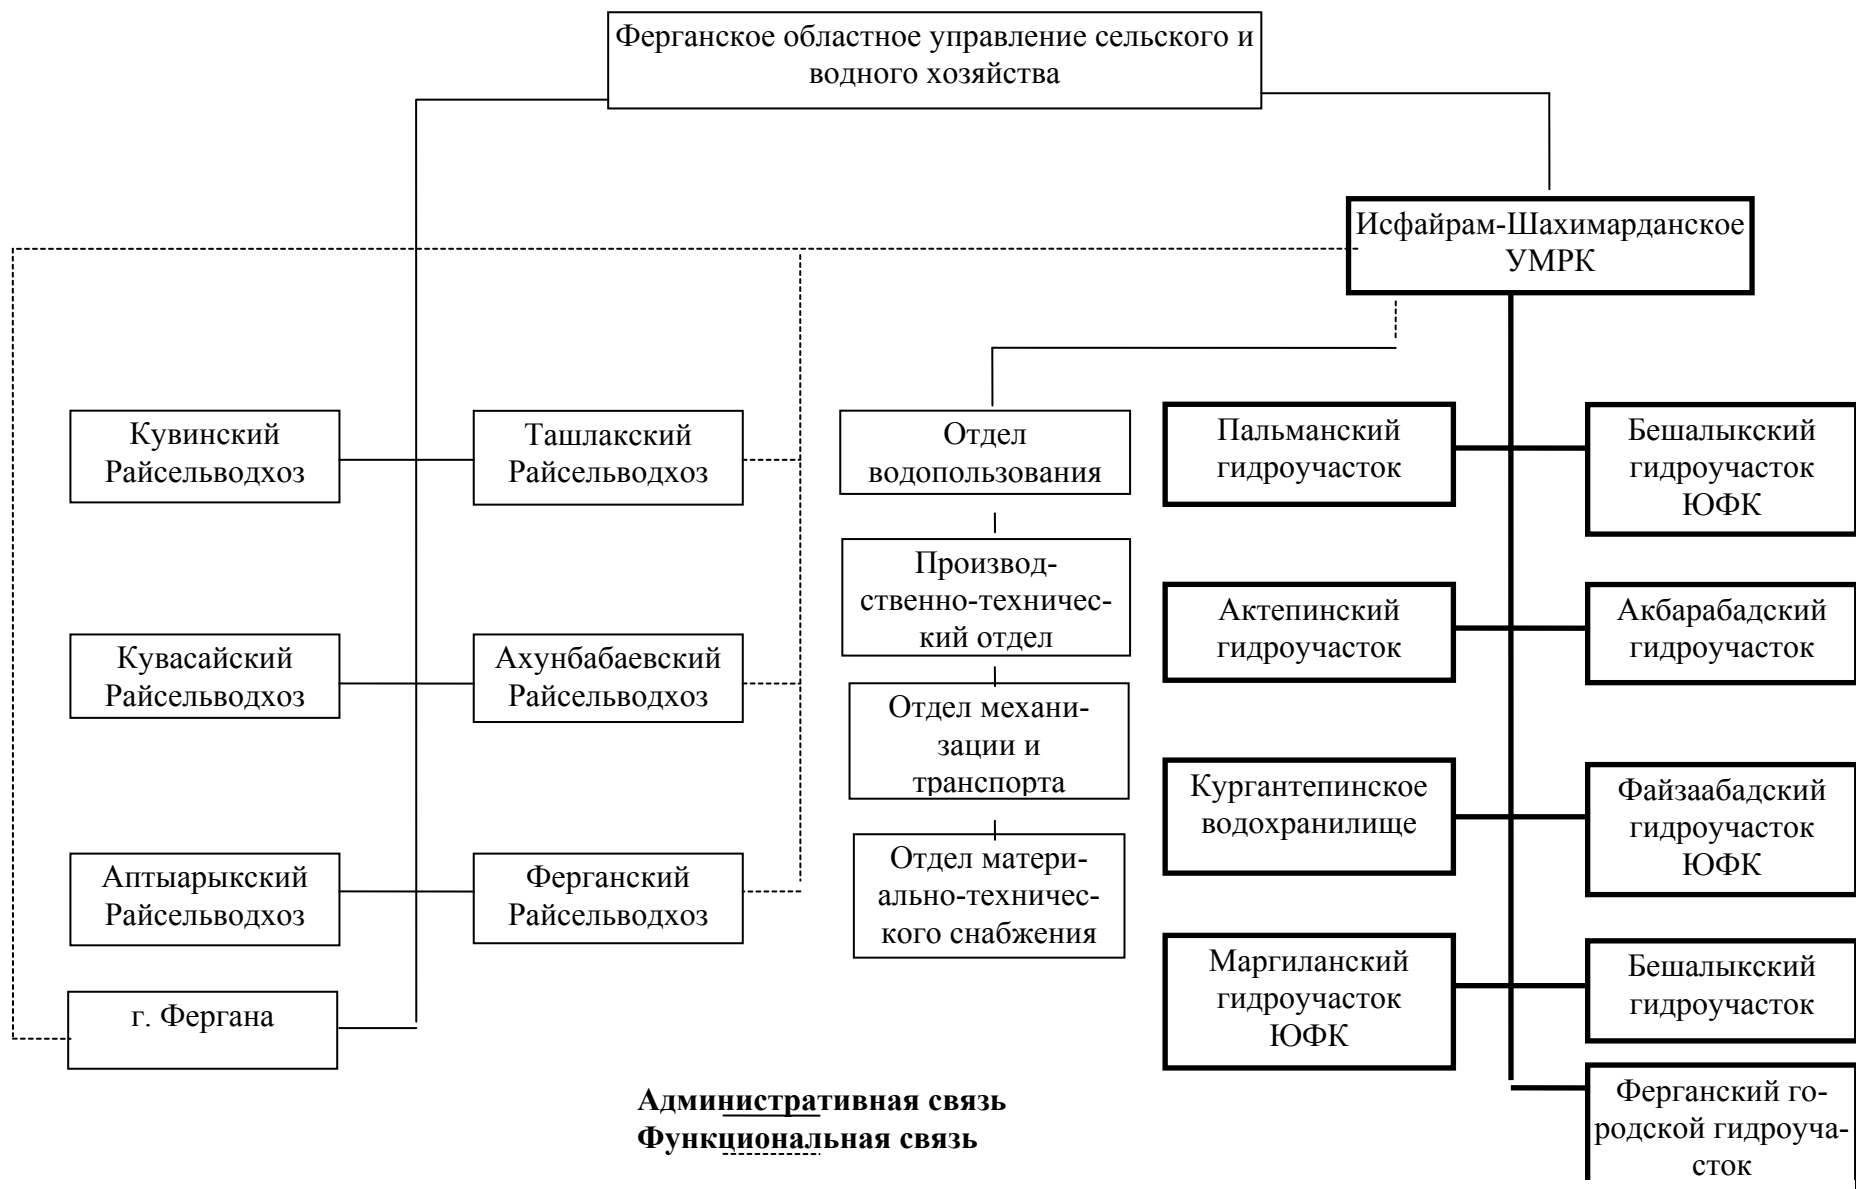 Ферганское областное управление сельского и
водного хозяйства
Исфайрам-Шахимарданское
УМРК
Кувинский
Райсельводхоз
Ташлакский
Райсельводхоз
Отдел
водопользования
Пальманский
гидроучасток
Бешалыкский
гидроучасток
ЮФК
Производ-
ственно-техничес-
кий отдел
Актепинский
гидроучасток
Акбарабадский
гидроучасток
Кувасайский
Райсельводхоз
Ахунбабаевский
Райсельводхоз
Отдел механи-
зации и
транспорта
Кургантепинское
водохранилище
Файзаабадский
гидроучасток
ЮФК
Аптыарыкский
Райсельводхоз
Ферганский
Райсельводхоз
Отдел матери-
ально-техничес-
кого снабжения
Маргиланский
гидроучасток
ЮФК
Бешалыкский
гидроучасток
г. Фергана
Ферганский го-
родской гидроуча-
сток
Административная связь
Функциональная связь